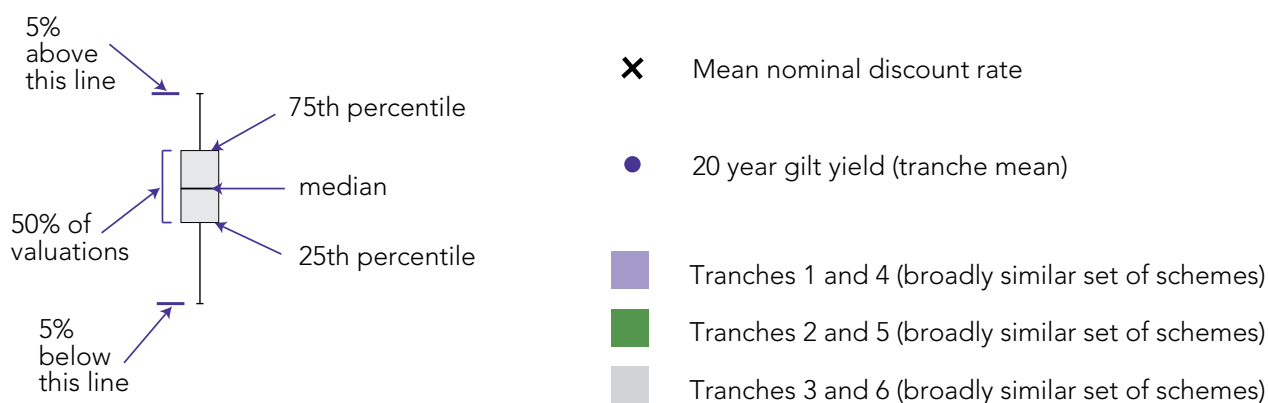 5%
above
this line
75th percentile
median
50% of
valuations
25th percentile
5%
below
this line
Mean nominal discount rate
20 year gilt yield (tranche mean)
Tranches 1 and 4 (broadly similar set of schemes)
Tranches 2 and 5 (broadly similar set of schemes)
Tranches 3 and 6 (broadly similar set of schemes)